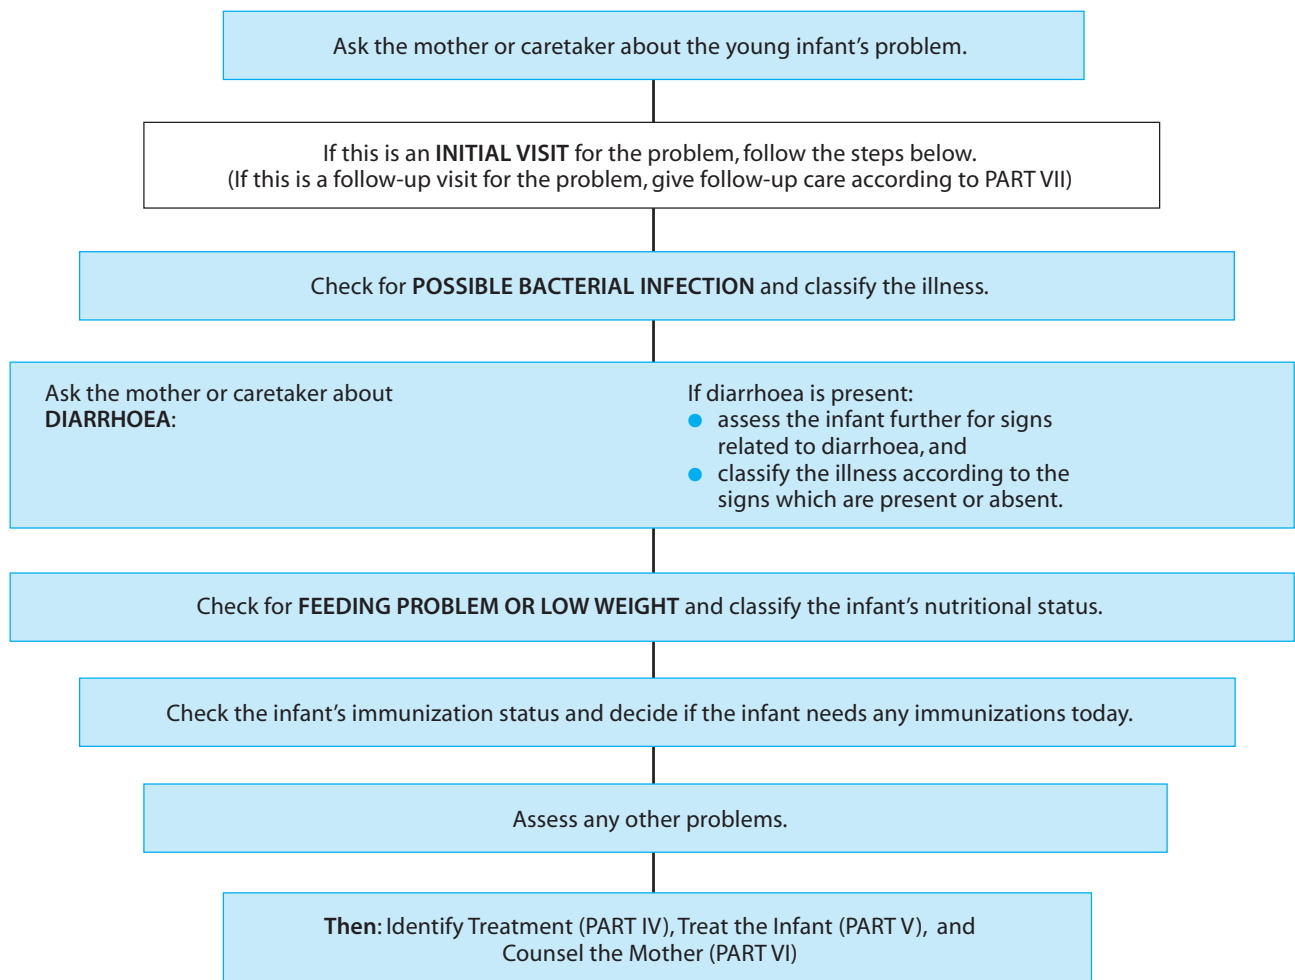 Ask the mother or caretaker about the young infant’s problem.
If this is an INITIAL VISIT for the problem, follow the steps below.
(If this is a follow-up visit for the problem, give follow-up care according to PART VII)
Check for POSSIBLE BACTERIAL INFECTION and classify the illness.
Ask the mother or caretaker about
DIARRHOEA:
If diarrhoea is present:
● assess the infant further for signs
related to diarrhoea, and
● classify the illness according to the
signs which are present or absent.
Check for FEEDING PROBLEM OR LOW WEIGHT and classify the infant’s nutritional status.
Check the infant’s immunization status and decide if the infant needs any immunizations today.
Assess any other problems.
Then: Identify Treatment (PART IV), Treat the Infant (PART V), and
Counsel the Mother (PART VI)